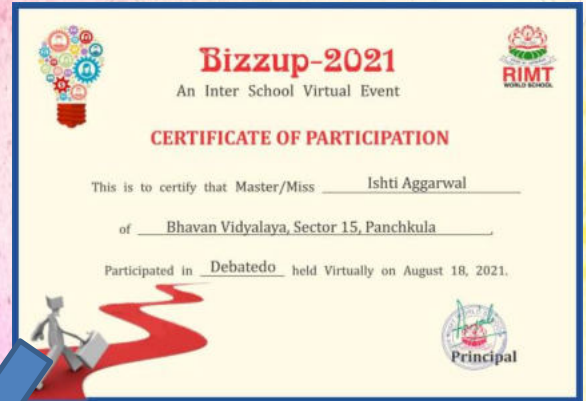 Bizzup-2021
RIMT
WORLD SCHOOL
An Inter School Virtual Event
CERTIFICATE OF PARTICIPATION
This is to certify that Master/Miss Ishti Aggarwal
of Bhavan Vidyalaya, Sector 15, Panchkula,
Participated in Debatedo held Virtually on August 18, 2021.
Principal